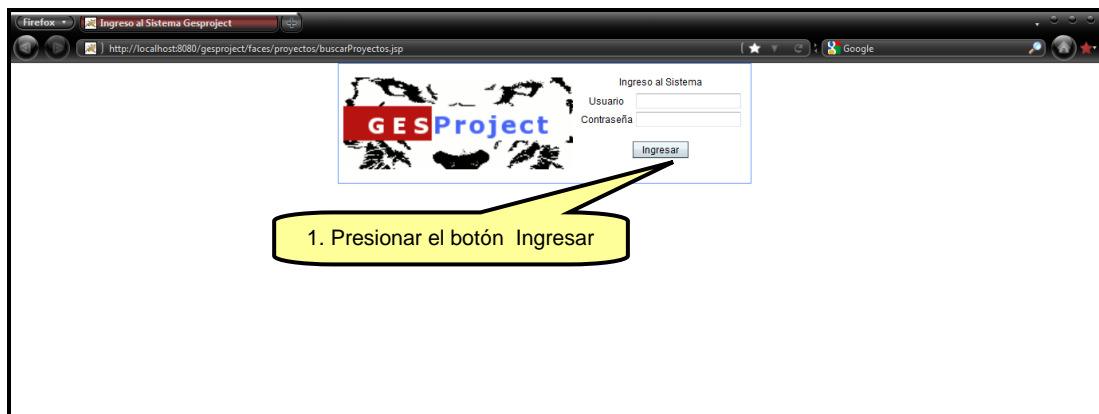 Firefox
Ingreso al Sistema Gesproject
http://localhost:8080/gesproject/faces/proyectos/buscarProyectos.jsp
Google
GESProject
Ingreso al Sistema
Usuario
Contraseña
Ingresar
1. Presionar el botón Ingresar